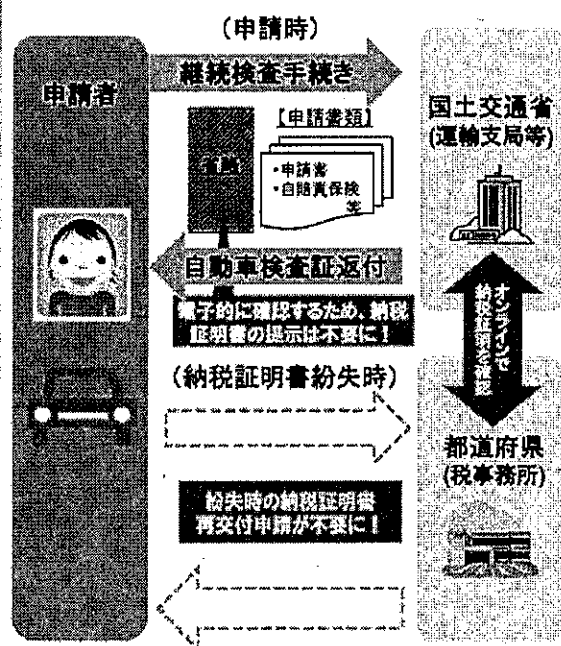 (申請時)
継続検査手続き
申請者
国土交通省
(運輸支局等)
【申請書類】
省略
・申請書
・自賠責保険
等
自動車検査証返付
電子的に確認するため、納税
証明書の提示は不要に！
オンラインで
納税証明を確認
(納税証明書紛失時)
都道府県
(税事務所)
紛失時の納税証明書
再交付申請が不要に！